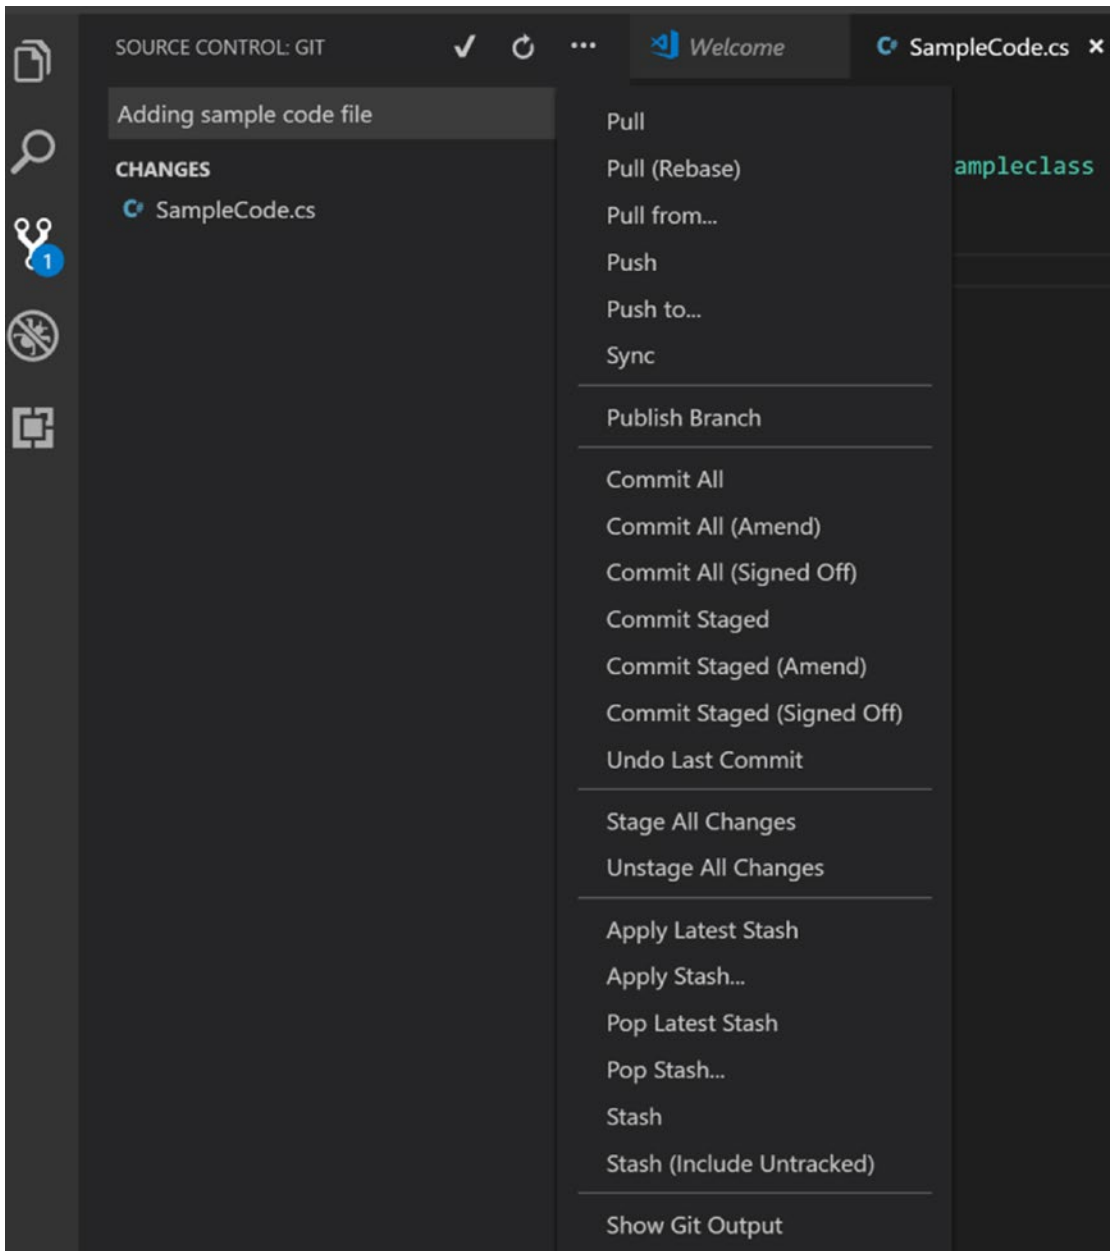 SOURCE CONTROL: GIT
Welcome
SampleCode.cs
Adding sample code file
CHANGES
SampleCode.cs
1
Pull
Pull (Rebase)
Pull from...
Push
Push to...
Sync
Publish Branch
Commit All
Commit All (Amend)
Commit All (Signed Off)
Commit Staged
Commit Staged (Amend)
Commit Staged (Signed Off)
Undo Last Commit
Stage All Changes
Unstage All Changes
Apply Latest Stash
Apply Stash...
Pop Latest Stash
Pop Stash...
Stash
Stash (Include Untracked)
Show Git Output
ampleclass